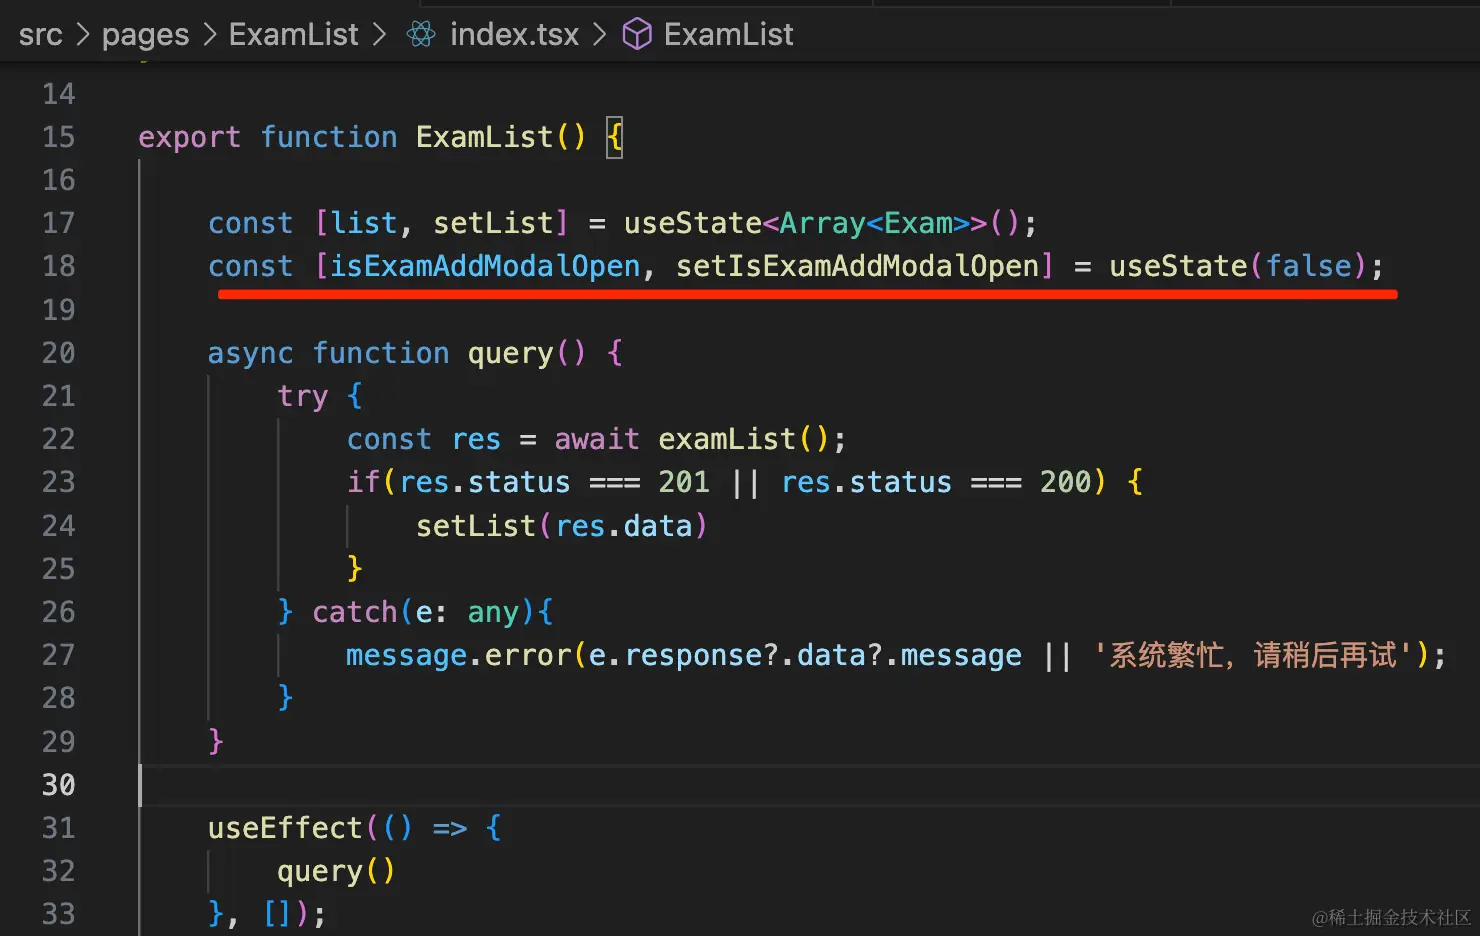 src > pages > ExamList > index.tsx > ExamList
14
15 export function ExamList() {
16
17 const [list, setList] = useState<Array<Exam>>();
18 const [isExamAddModalOpen, setIsExamAddModalOpen] = useState(false);
19
20 async function query() {
21 try {
22 const res = await examList();
23 if(res.status === 201 || res.status === 200) {
24 setList(res.data)
25 }
26 } catch(e: any){
27 message.error(e.response?.data?.message || '系统繁忙，请稍后再试');
28 }
29 }
30
31 useEffect(() => {
32 query()
33 }, []);
@稀土掘金技术社区